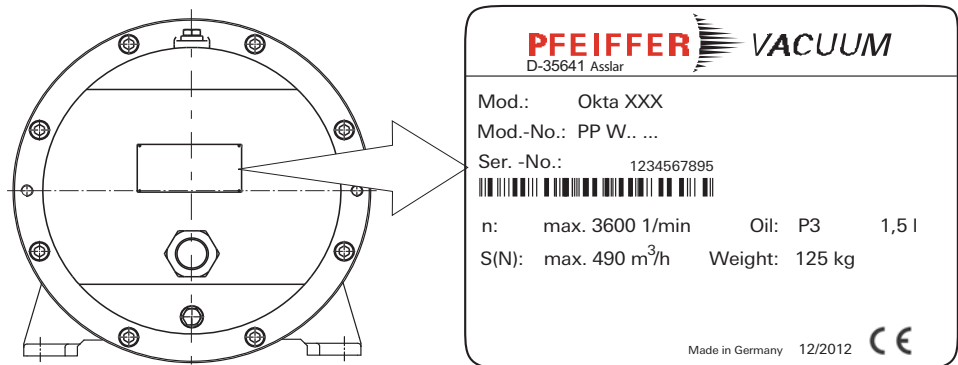 PFEIFFER VACUUM
D-35641 Asslar
Mod.: Okta XXX
Mod.-No.: PP W.. ...
Ser. -No.: 1234567895
n: max. 3600 1/min Oil: P3 1,5 l
S(N): max. 490 m³/h Weight: 125 kg
Made in Germany 12/2012 CE